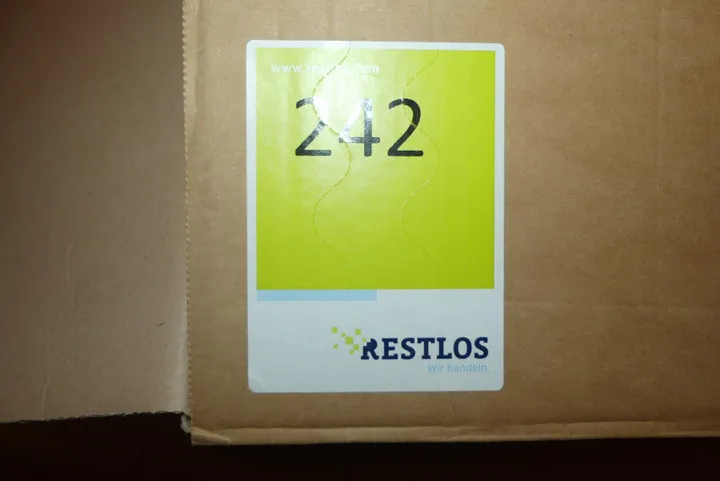 242
RESTLOS
Wir handeln.